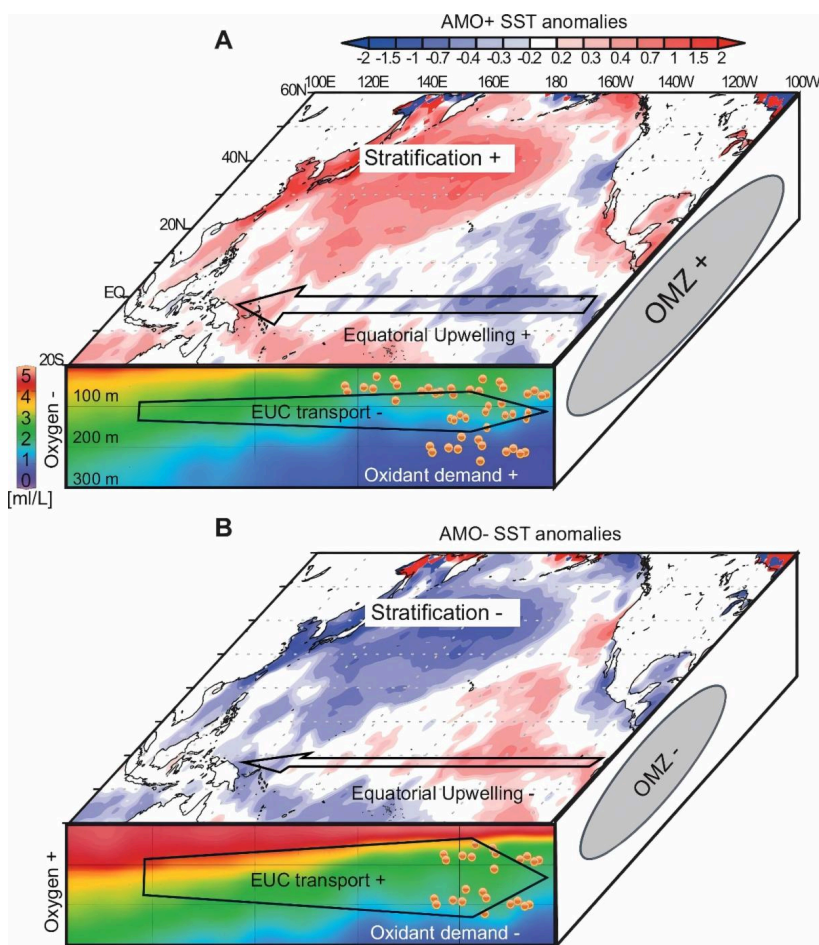 AMO+ SST anomalies
A
-2 -1.5 -1 -0.7 -0.4 -0.3 -0.2 0.2 0.3 0.4 0.7 1 1.5 2
100E 120E 140E 160E 180 160W 140W 120W 100W
60N
Stratification +
40N
20N
OMZ +
EQ
Equatorial Upwelling +
20S
5
4
3
2
1
0
[ml/L]
Oxygen -
100 m
EUC transport -
200 m
Oxidant demand +
300 m
B
AMO- SST anomalies
Stratification -
OMZ -
Equatorial Upwelling -
Oxygen +
EUC transport +
Oxidant demand -